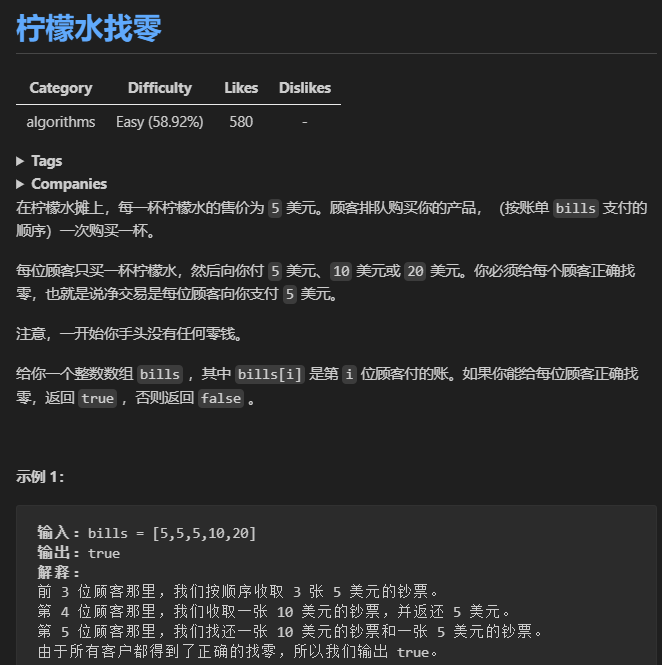 柠檬水找零
Category Difficulty Likes Dislikes
algorithms Easy (58.92%) 580 -
▶ Tags
▶ Companies
在柠檬水摊上，每一杯柠檬水的售价为 5 美元。顾客排队购买你的产品，（按账单 bills 支付的
顺序）一次购买一杯。
每位顾客只买一杯柠檬水，然后向你付 5 美元、10 美元或 20 美元。你必须给每个顾客正确找
零，也就是说净交易是每位顾客向你支付 5 美元。
注意，一开始你手头没有任何零钱。
给你一个整数数组 bills ，其中 bills[i] 是第 i 位顾客付的账。如果你能给每位顾客正确找
零，返回 true ，否则返回 false 。
示例 1：
输入：bills = [5,5,5,10,20]
输出：true
解释：
前 3 位顾客那里，我们按顺序收取 3 张 5 美元的钞票。
第 4 位顾客那里，我们收取一张 10 美元的钞票，并返还 5 美元。
第 5 位顾客那里，我们找还一张 10 美元的钞票和一张 5 美元的钞票。
由于所有客户都得到了正确的找零，所以我们输出 true。